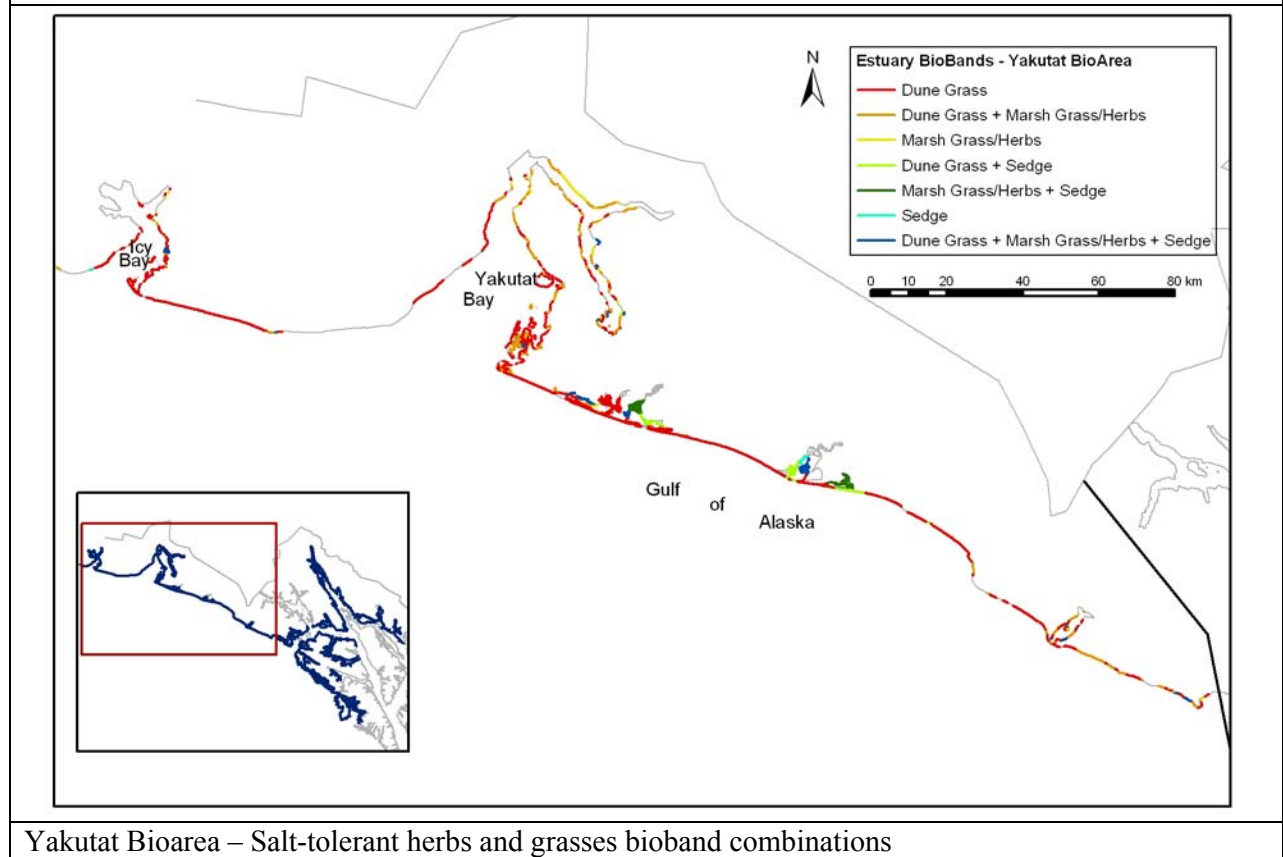 N
Estuary BioBands - Yakutat BioArea
Dune Grass
Dune Grass + Marsh Grass/Herbs
Marsh Grass/Herbs
Dune Grass + Sedge
Marsh Grass/Herbs + Sedge
Sedge
Dune Grass + Marsh Grass/Herbs + Sedge
0 10 20 40 60 80 km
Icy
Bay
Yakutat
Bay
Gulf of Alaska
Yakutat Bioarea – Salt-tolerant herbs and grasses bioband combinations